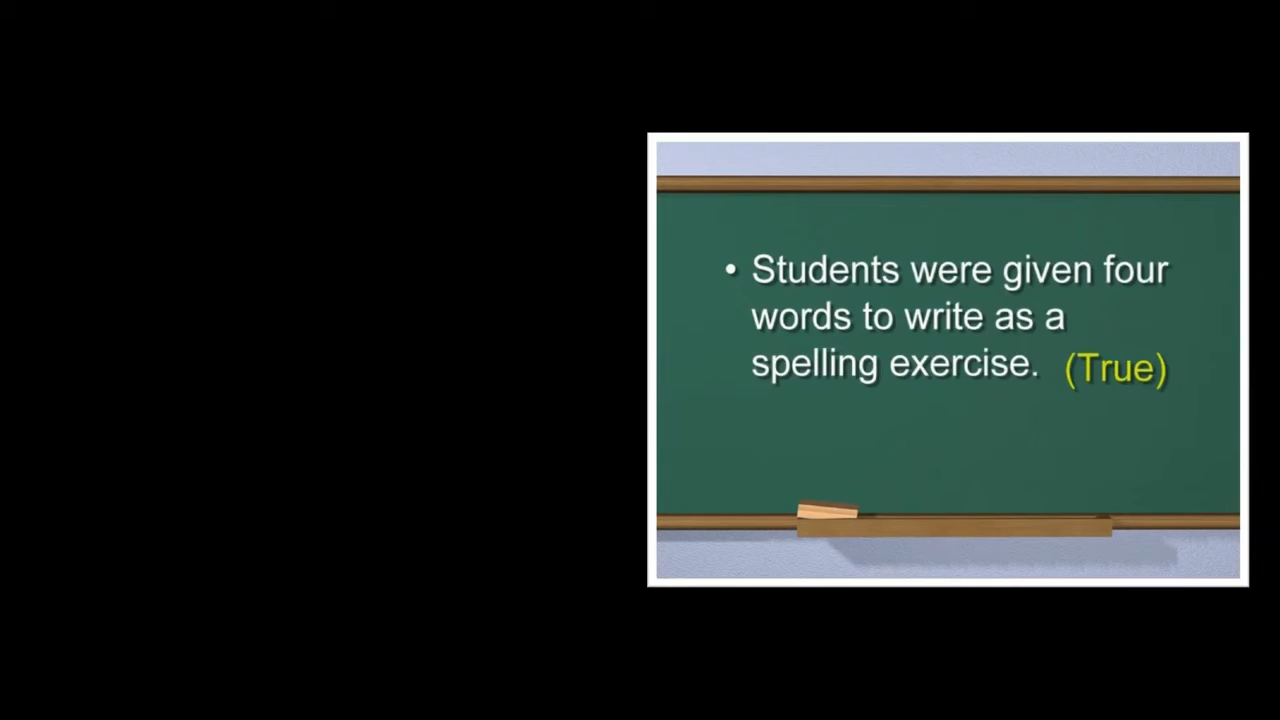 • Students were given four
words to write as a
spelling exercise. (True)